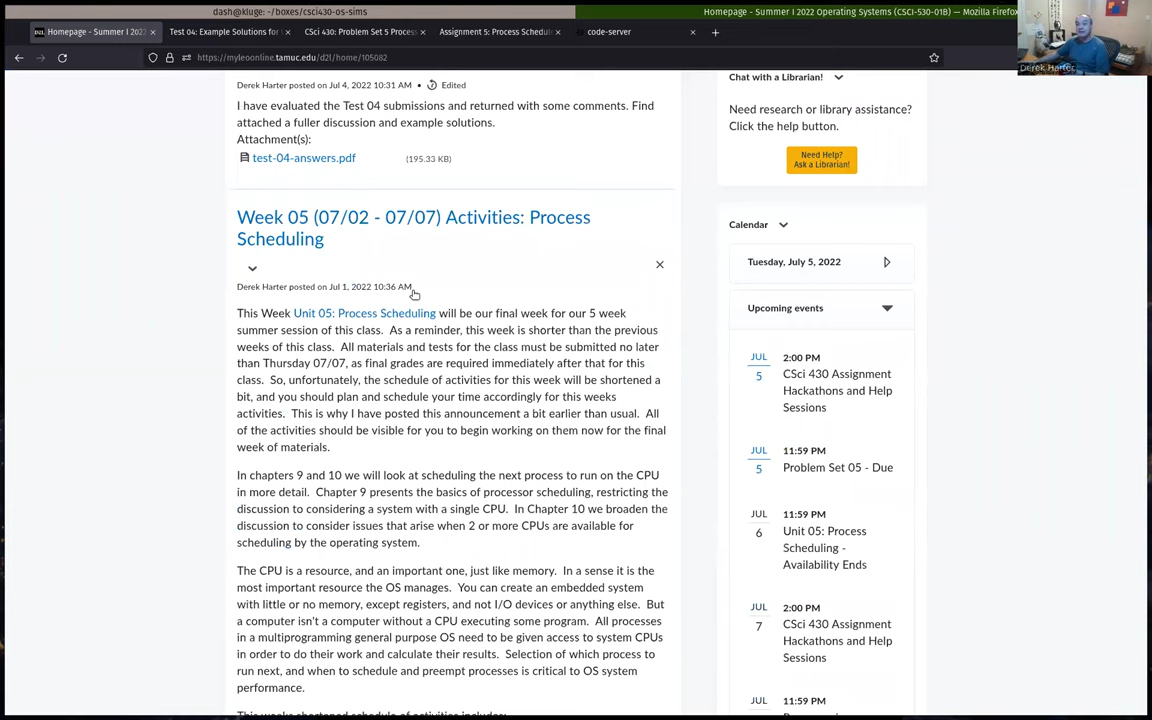 dash@kluge: ~/boxes/csci430-os-sims
Homepage - Summer I 2022 Operating Systems (CSCI-530-01B) — Mozilla Firefox
Homepage - Summer I 2022
Test 04: Example Solutions for
CSci 430: Problem Set 5 Process
Assignment 5: Process Schedul
code-server
https://myleoonline.tamuc.edu/d2l/home/105082
Derek Harter
Derek Harter posted on Jul 4, 2022 10:31 AM • Edited
I have evaluated the Test 04 submissions and returned with some comments. Find
attached a fuller discussion and example solutions.
Attachment(s):
test-04-answers.pdf (195.33 KB)
Week 05 (07/02 - 07/07) Activities: Process
Scheduling
Derek Harter posted on Jul 1, 2022 10:36 AM
This Week Unit 05: Process Scheduling will be our final week for our 5 week
summer session of this class. As a reminder, this week is shorter than the previous
weeks of this class. All materials and tests for the class must be submitted no later
than Thursday 07/07, as final grades are required immediately after that for this
class. So, unfortunately, the schedule of activities for this week will be shortened a
bit, and you should plan and schedule your time accordingly for this weeks
activities. This is why I have posted this announcement a bit earlier than usual. All
of the activities should be visible for you to begin working on them now for the final
week of materials.
In chapters 9 and 10 we will look at scheduling the next process to run on the CPU
in more detail. Chapter 9 presents the basics of processor scheduling, restricting the
discussion to considering a system with a single CPU. In Chapter 10 we broaden the
discussion to consider issues that arise when 2 or more CPUs are available for
scheduling by the operating system.
The CPU is a resource, and an important one, just like memory. In a sense it is the
most important resource the OS manages. You can create an embedded system
with little or no memory, except registers, and not I/O devices or anything else. But
a computer isn't a computer without a CPU executing some program. All processes
in a multiprogramming general purpose OS need to be given access to system CPUs
in order to do their work and calculate their results. Selection of which process to
run next, and when to schedule and preempt processes is critical to OS system
performance.
This weeks shortened schedule of activities includes:
Chat with a Librarian!
Need research or library assistance?
Click the help button.
Need Help?
Ask a Librarian!
Calendar
Tuesday, July 5, 2022
Upcoming events
JUL
5
2:00 PM
CSci 430 Assignment
Hackathons and Help
Sessions
JUL
5
11:59 PM
Problem Set 05 - Due
JUL
6
11:59 PM
Unit 05: Process
Scheduling -
Availability Ends
JUL
7
2:00 PM
CSci 430 Assignment
Hackathons and Help
Sessions
JUL
11:59 PM